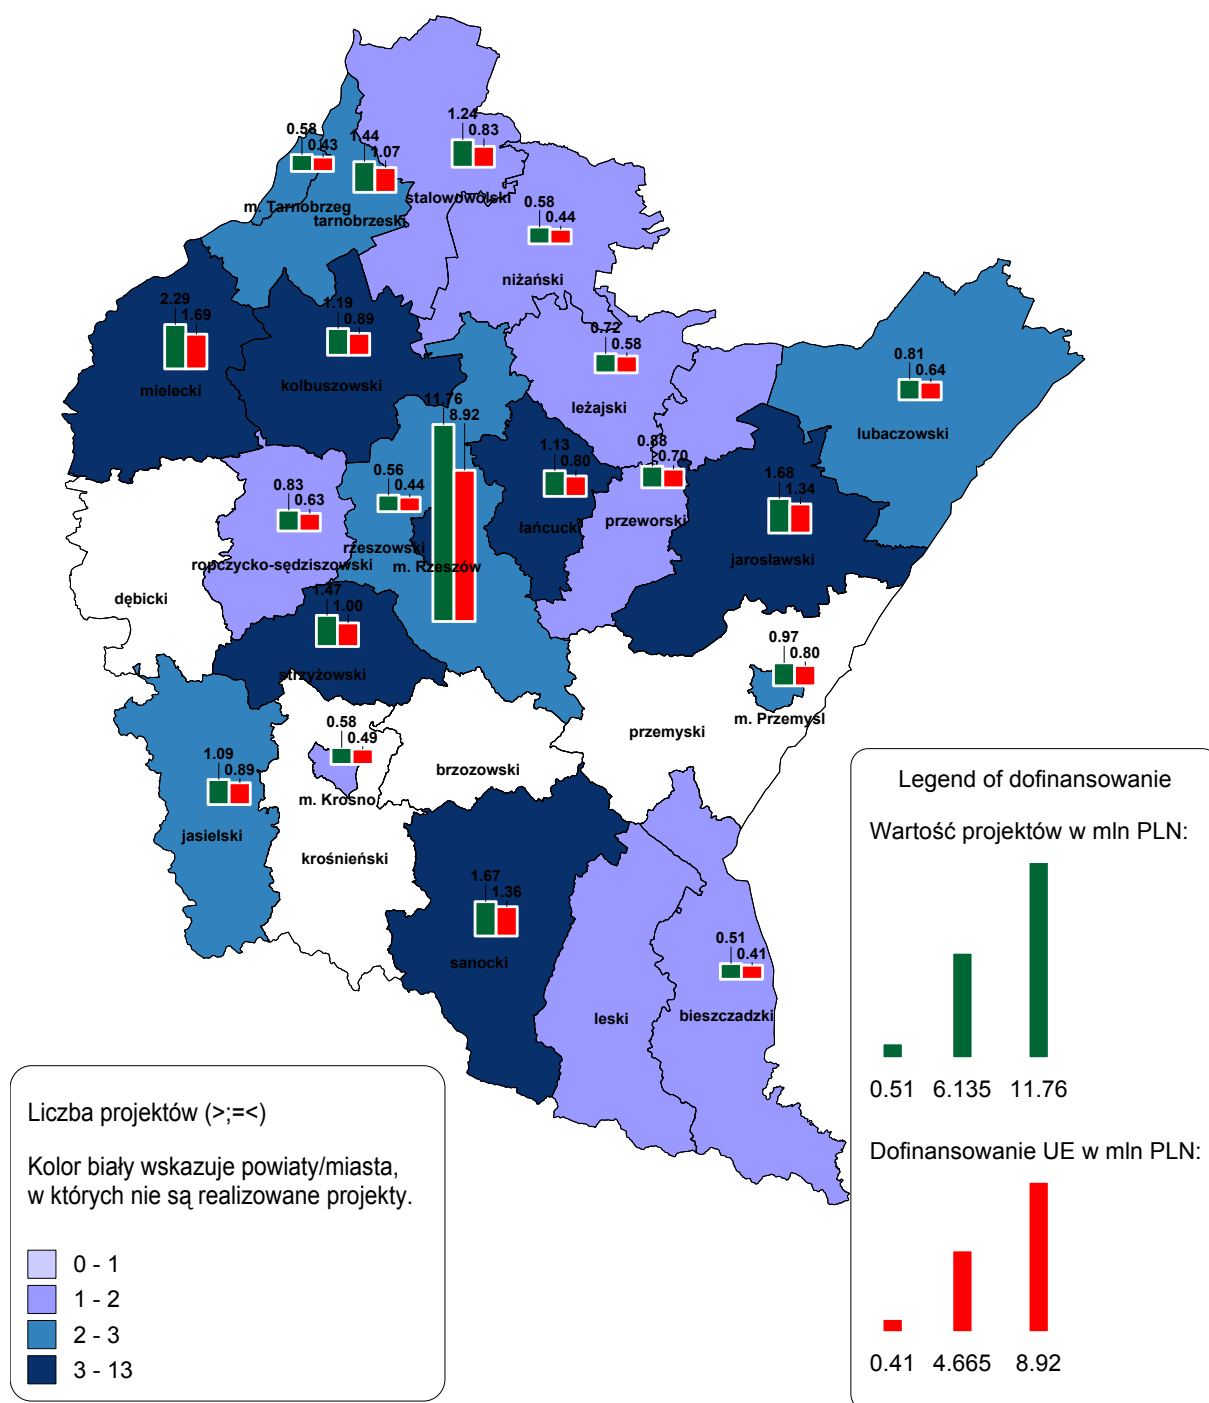 1.24
0.83
0.58
0.43
1.44
1.07
stalowowolski
m. Tarnobrzeg
tarnobrzeski
0.58
0.44
niżański
2.29
1.69
mielecki
1.19
0.89
kolbuszowski
0.72
0.58
leżajski
0.81
0.64
lubaczowski
11.76
8.92
0.56
0.44
rzeszowski
m. Rzeszów
1.13
0.80
łańcucki
0.88
0.70
przeworski
1.68
1.34
jarosławski
0.83
0.63
ropczycko-sędziszowski
dębicki
1.47
1.00
strzyżowski
0.97
0.80
m. Przemyśl
przemyski
0.58
0.49
m. Krosno
brzozowski
1.09
0.89
jasielski
krośnieński
1.67
1.36
sanocki
0.51
0.41
leski
bieszczadzki
Legend of dofinansowanie
Wartość projektów w mln PLN:
0.51 6.135 11.76
Dofinansowanie UE w mln PLN:
0.41 4.665 8.92
Liczba projektów (>;=<)
Kolor biały wskazuje powiaty/miasta,
w których nie są realizowane projekty.
0 - 1
1 - 2
2 - 3
3 - 13